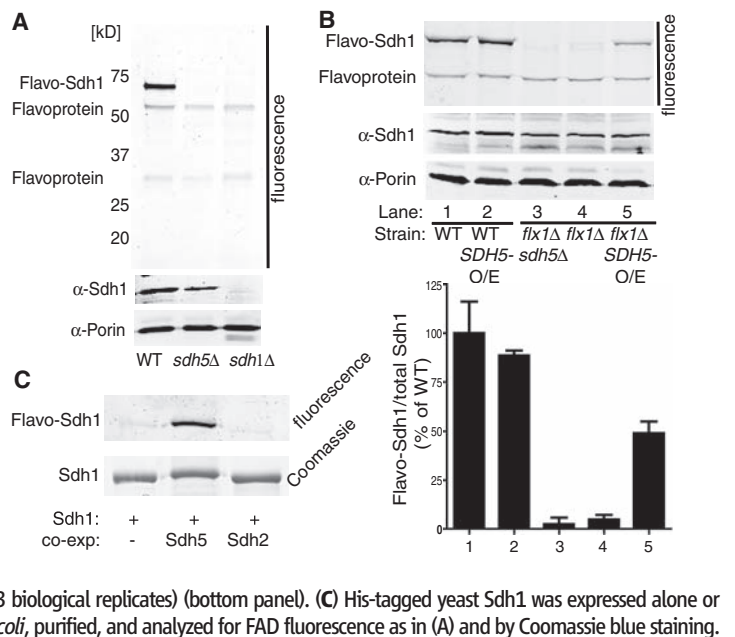 A
[kD]
Flavo-Sdh1
75
Flavoprotein
50
37
Flavoprotein
25
20
fluorescence
α-Sdh1
α-Porin
WT sdh5Δ sdh1Δ
B
Flavo-Sdh1
Flavoprotein
fluorescence
α-Sdh1
α-Porin
Lane: 1 2 3 4 5
Strain: WT WT flx1Δ flx1Δ flx1Δ
SDH5- sdh5Δ SDH5-
O/E O/E
Flavo-Sdh1/total Sdh1
(% of WT)
125
100
75
50
25
0
1 2 3 4 5
C
Flavo-Sdh1
fluorescence
Sdh1
Coomassie
Sdh1: + + +
co-exp: - Sdh5 Sdh2
3 biological replicates) (bottom panel). (C) His-tagged yeast Sdh1 was expressed alone or
oli, purified, and analyzed for FAD fluorescence as in (A) and by Coomassie blue staining.